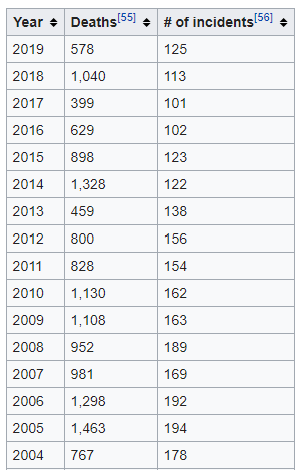 Year Deaths[55] # of incidents[56]
2019 578 125
2018 1,040 113
2017 399 101
2016 629 102
2015 898 123
2014 1,328 122
2013 459 138
2012 800 156
2011 828 154
2010 1,130 162
2009 1,108 163
2008 952 189
2007 981 169
2006 1,298 192
2005 1,463 194
2004 767 178